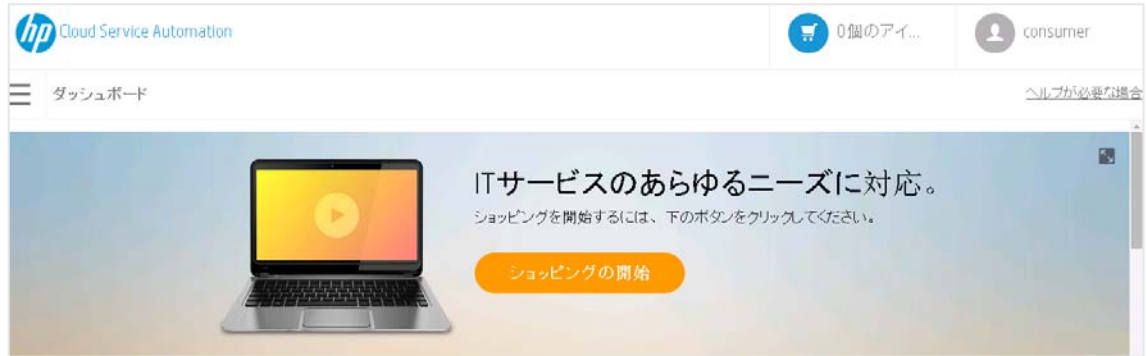 hp Cloud Service Automation
0個のアイ...
consumer
ダッシュボード
ヘルプが必要な場合
ITサービスのあらゆるニーズに対応。
ショッピングを開始するには、下のボタンをクリックしてください。
ショッピングの開始